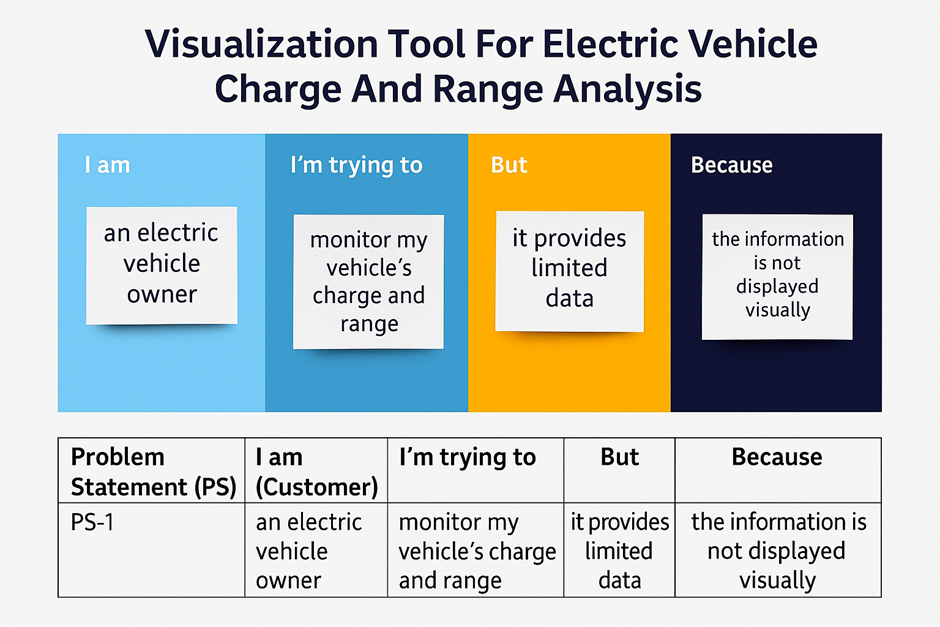 Visualization Tool For Electric Vehicle
Charge And Range Analysis
I am
an electric
vehicle
owner
I'm trying to
monitor my
vehicle's
charge and
range
But
it provides
limited
data
Because
the information
is not
displayed
visually
Problem
Statement (PS)
I am
(Customer)
I'm trying to
But
Because
PS-1
an electric
vehicle
owner
monitor my
vehicle's charge
and range
it provides
limited
data
the information is
not displayed
visually